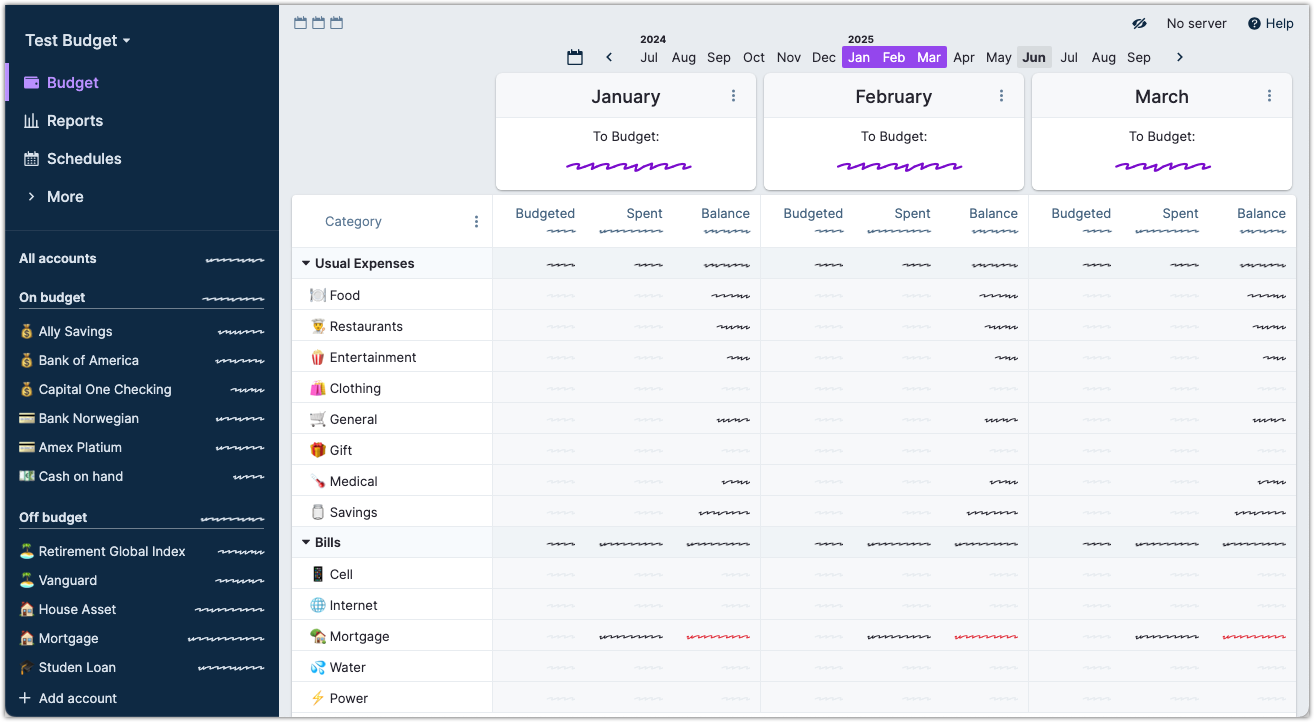 Test Budget
Budget
Reports
Schedules
More
All accounts
On budget
Ally Savings
Bank of America
Capital One Checking
Bank Norwegian
Amex Platium
Cash on hand
Off budget
Retirement Global Index
Vanguard
House Asset
Mortgage
Studen Loan
Add account
No server
Help
2024 2025
Jul Aug Sep Oct Nov Dec Jan Feb Mar Apr May Jun Jul Aug Sep
January February March
To Budget: To Budget: To Budget:
Category Budgeted Spent Balance Budgeted Spent Balance Budgeted Spent Balance
Usual Expenses
Food
Restaurants
Entertainment
Clothing
General
Gift
Medical
Savings
Bills
Cell
Internet
Mortgage
Water
Power